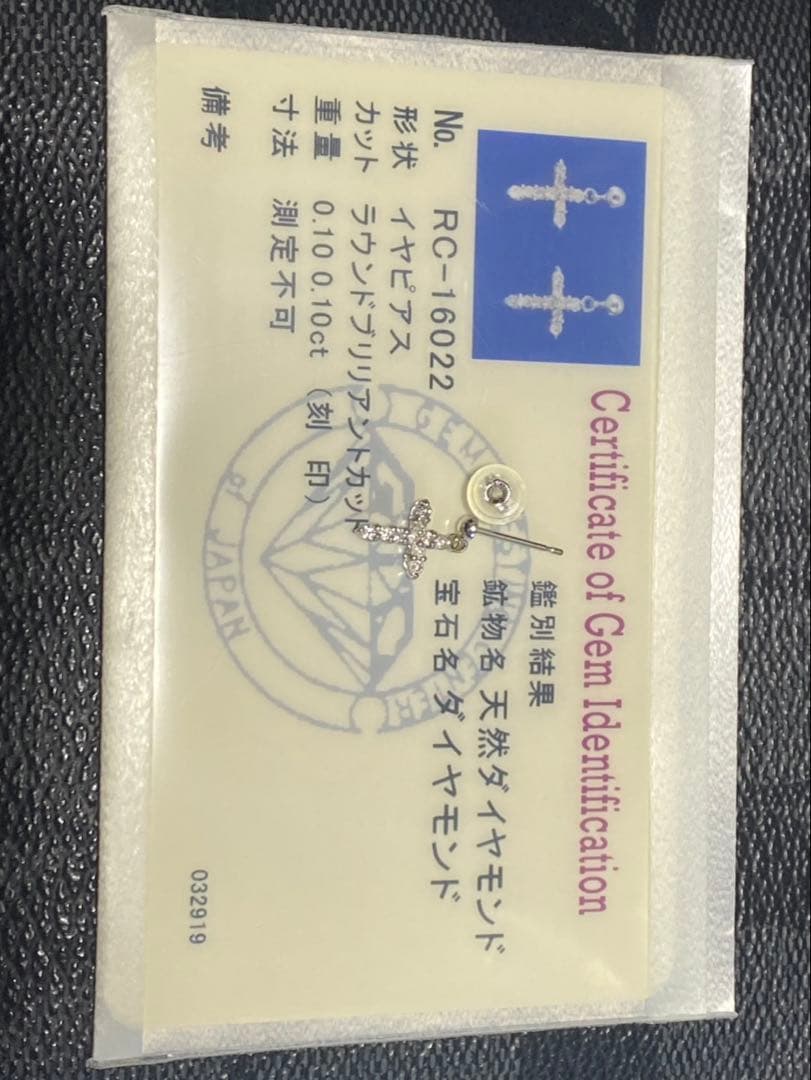 Certificate of Gem Identification
鑑別結果
鉱物名 天然ダイヤモンド
宝石名 ダイヤモンド
No. RC-16022
形状 イヤピアス
カット ラウンドブリリアントカット
重量 0.10 0.10ct (刻 印)
寸法 測定不可
備考
GEM
of JAPAN
032919